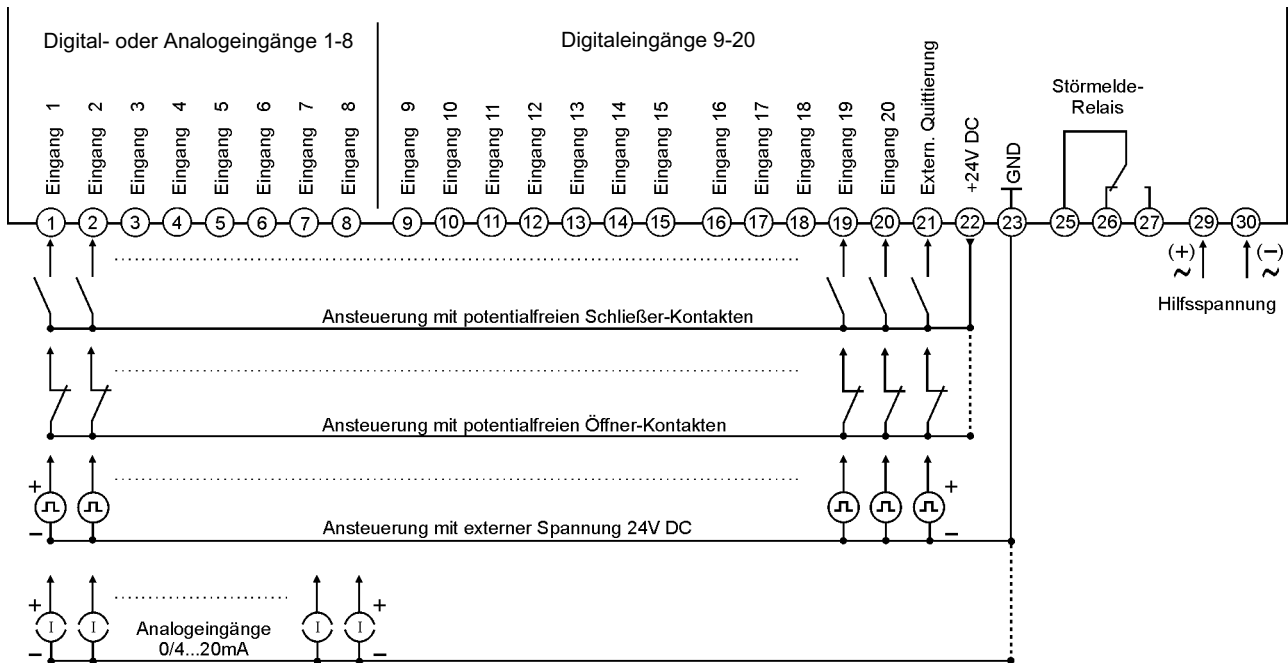 Digital- oder Analogeingänge 1-8
Digitaleingänge 9-20
Eingang 1
Eingang 2
Eingang 3
Eingang 4
Eingang 5
Eingang 6
Eingang 7
Eingang 8
Eingang 9
Eingang 10
Eingang 11
Eingang 12
Eingang 13
Eingang 14
Eingang 15
Eingang 16
Eingang 17
Eingang 18
Eingang 19
Eingang 20
Extern. Quittierung
+24V DC
GND
Störmelde-
Relais
1 2 3 4 5 6 7 8 9 10 11 12 13 14 15 16 17 18 19 20 21 22 23 25 26 27 29 30
(+) (−)
~ ~
Hilfsspannung
Ansteuerung mit potentialfreien Schließer-Kontakten
Ansteuerung mit potentialfreien Öffner-Kontakten
+ +
Ansteuerung mit externer Spannung 24V DC
− −
+ +
I I I I
Analogeingänge
0/4...20mA
− −